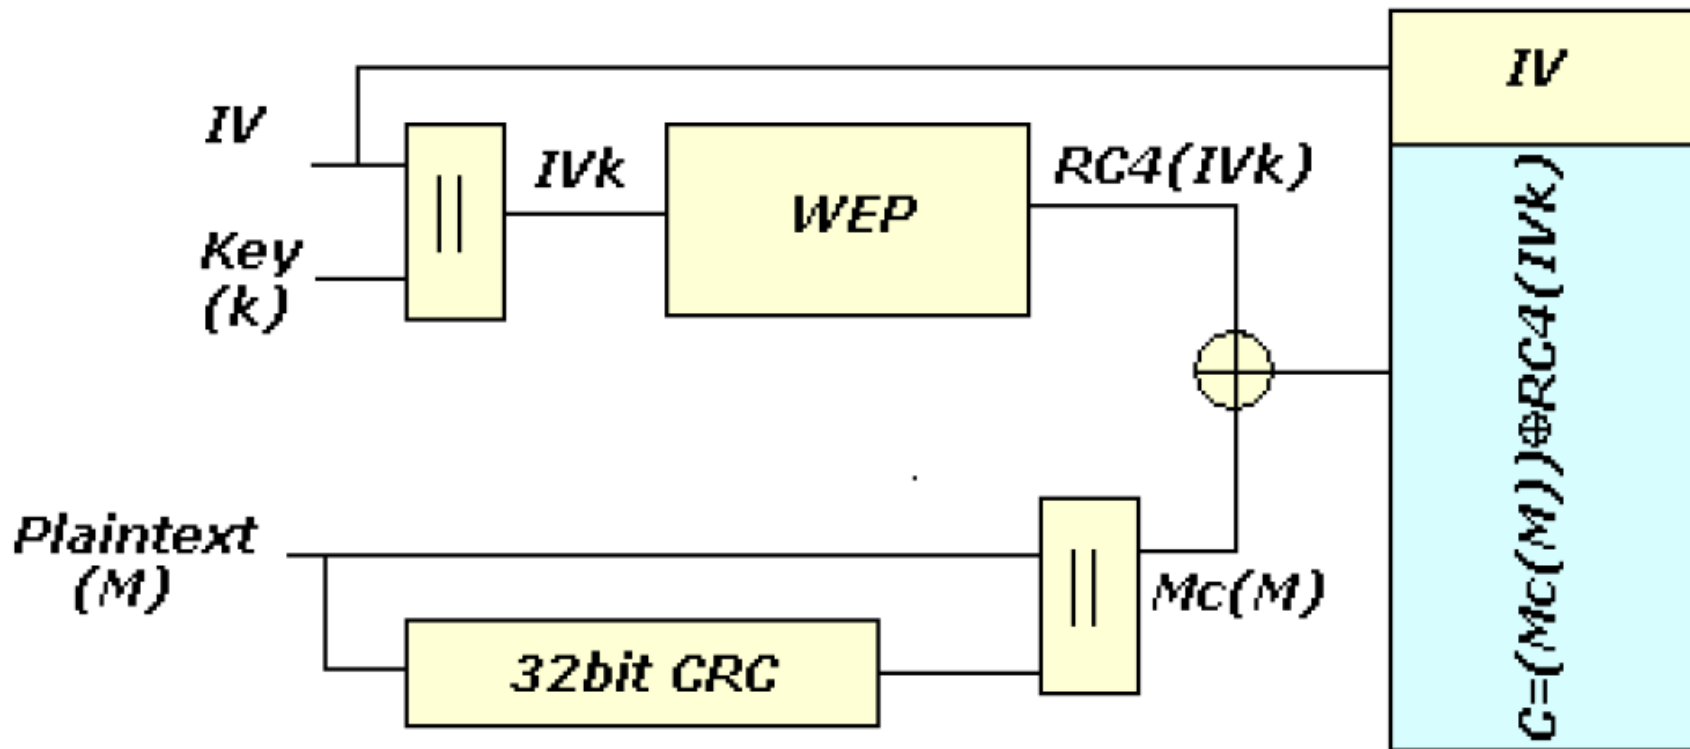 IV
IV
IVk
RC4(IVk)
||
WEP
Key
(k)
Plaintext
(M)
||
Mc(M)
32bit CRC
C=(Mc(M))⊕RC4(IVk)